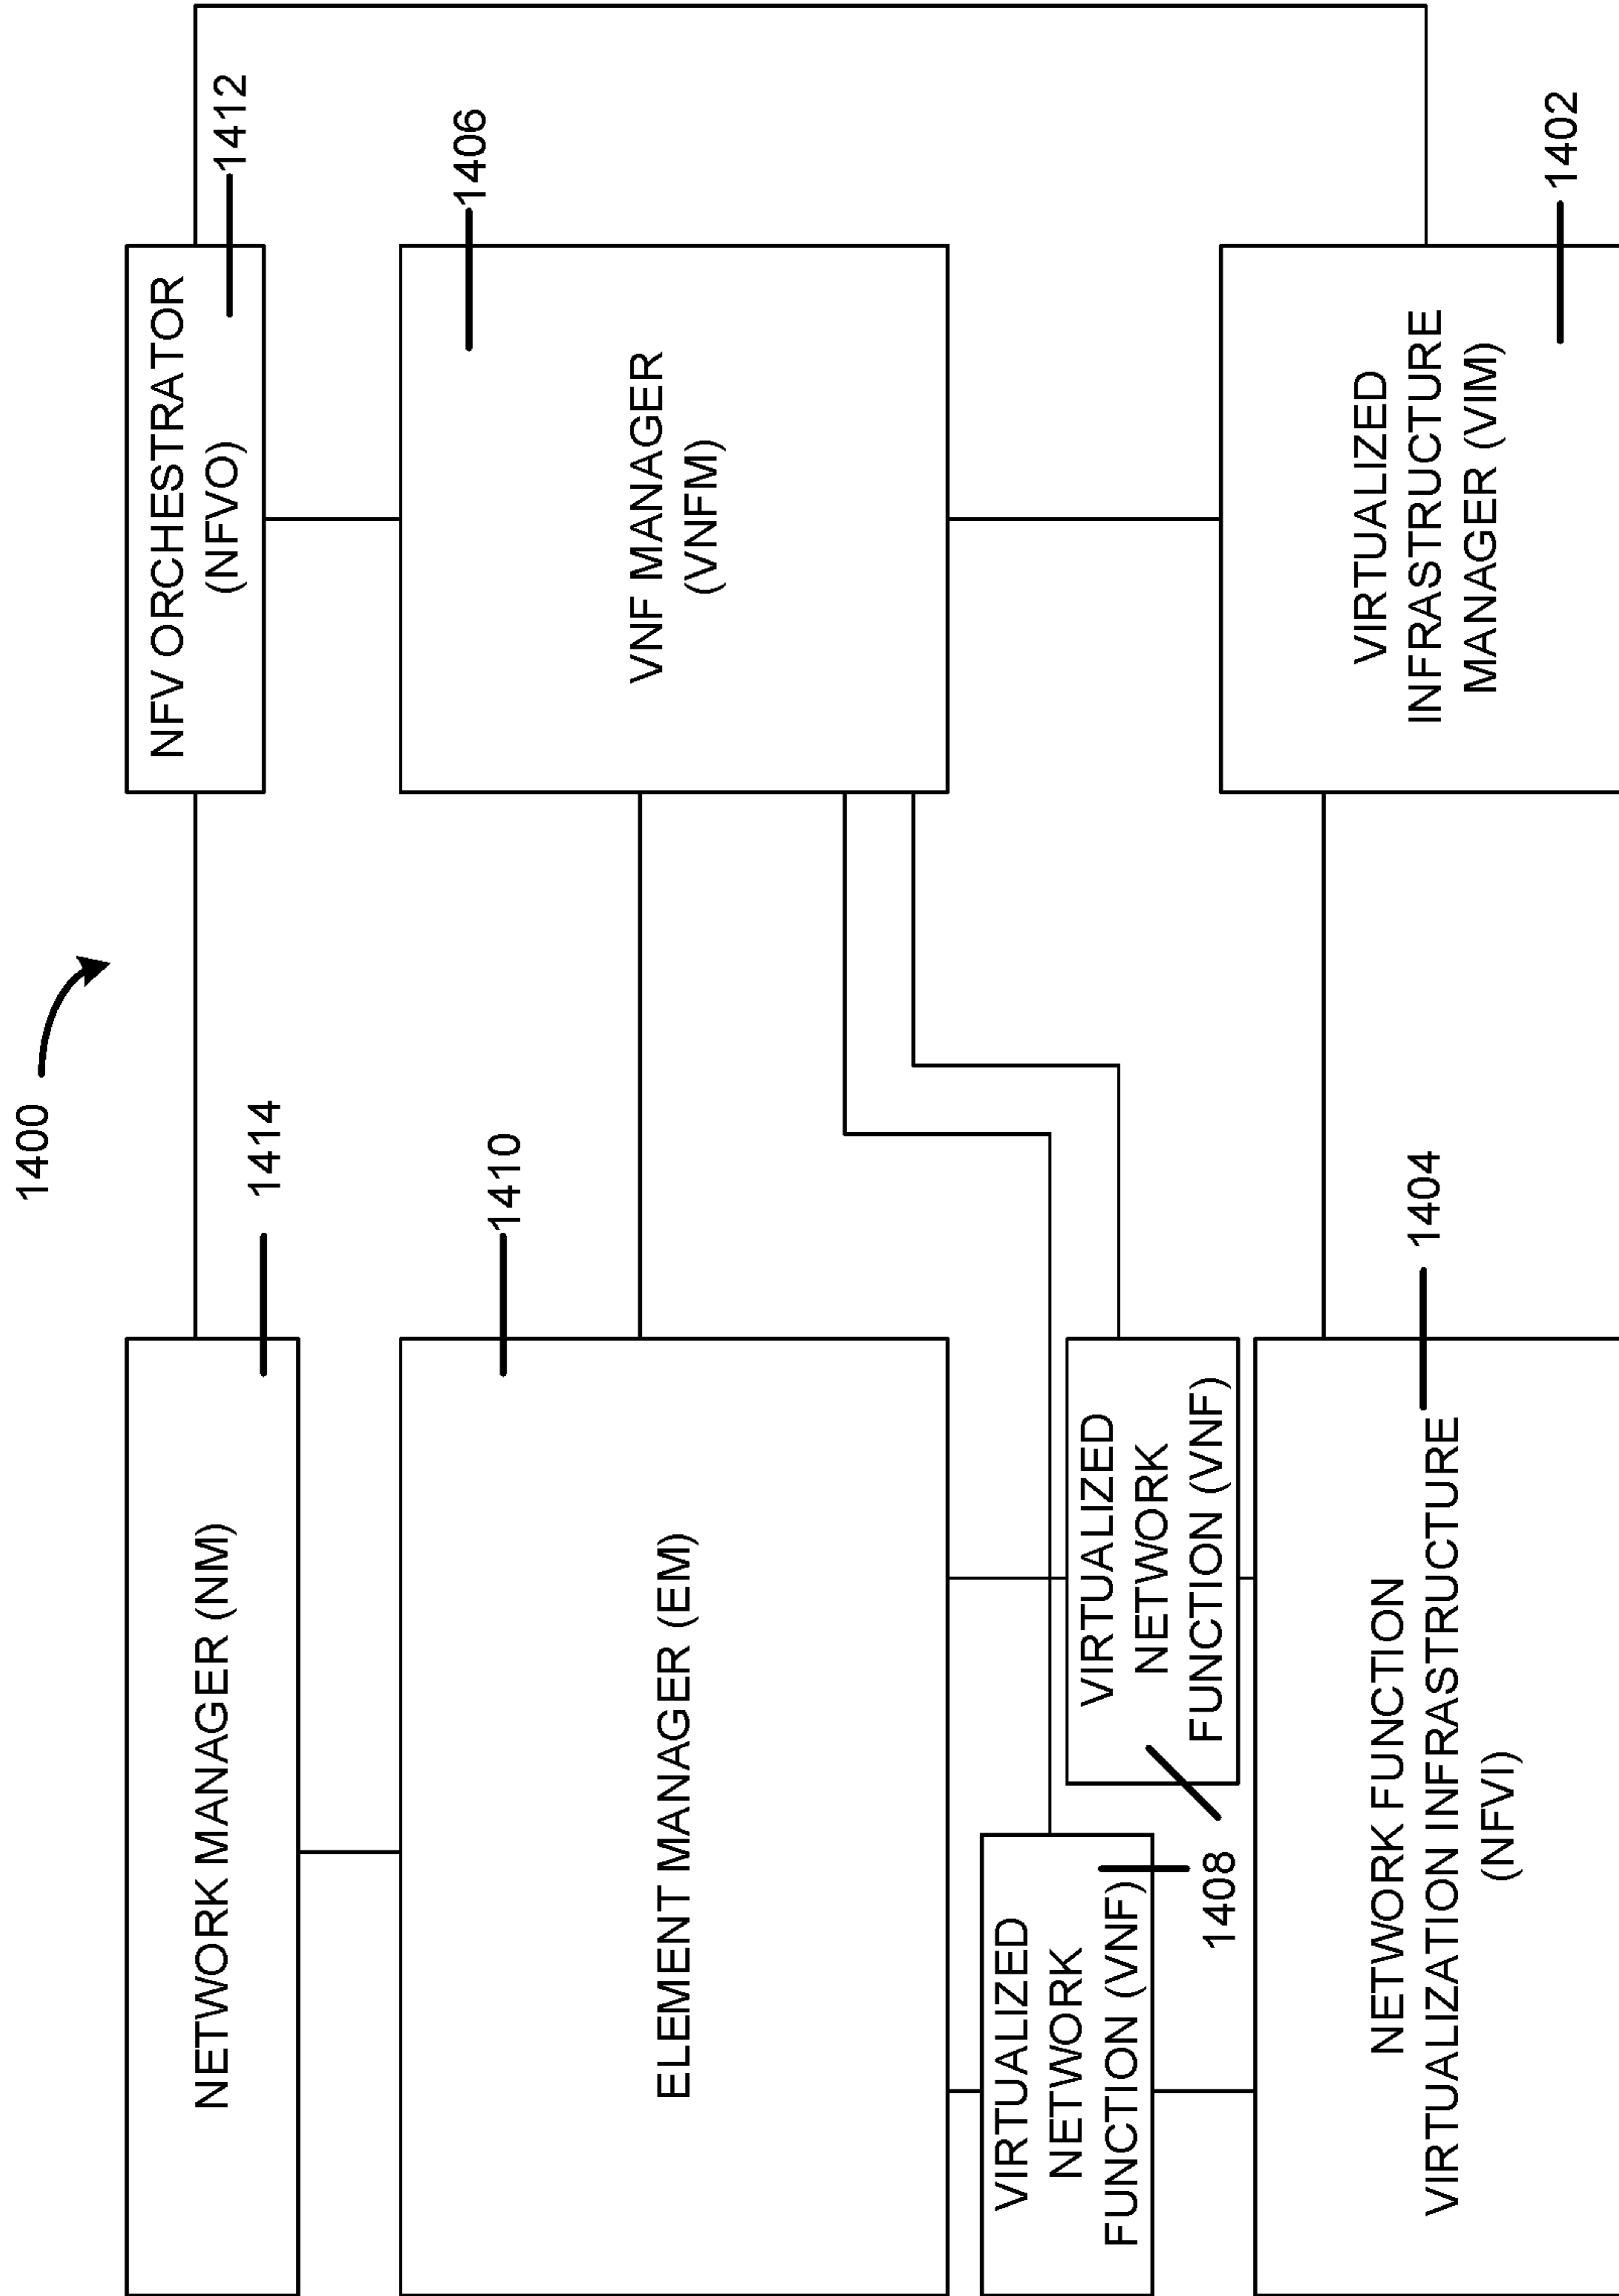 1400
NETWORK MANAGER (NM)
1414
NFV ORCHESTRATOR
(NFVO)
1412
ELEMENT MANAGER (EM)
1410
VNF MANAGER
(VNFM)
1406
VIRTUALIZED
NETWORK
FUNCTION (VNF)
VIRTUALIZED
NETWORK
FUNCTION (VNF)
1408
NETWORK FUNCTION
VIRTUALIZATION INFRASTRUCTURE
(NFVI)
1404
VIRTUALIZED
INFRASTRUCTURE
MANAGER (VIM)
1402